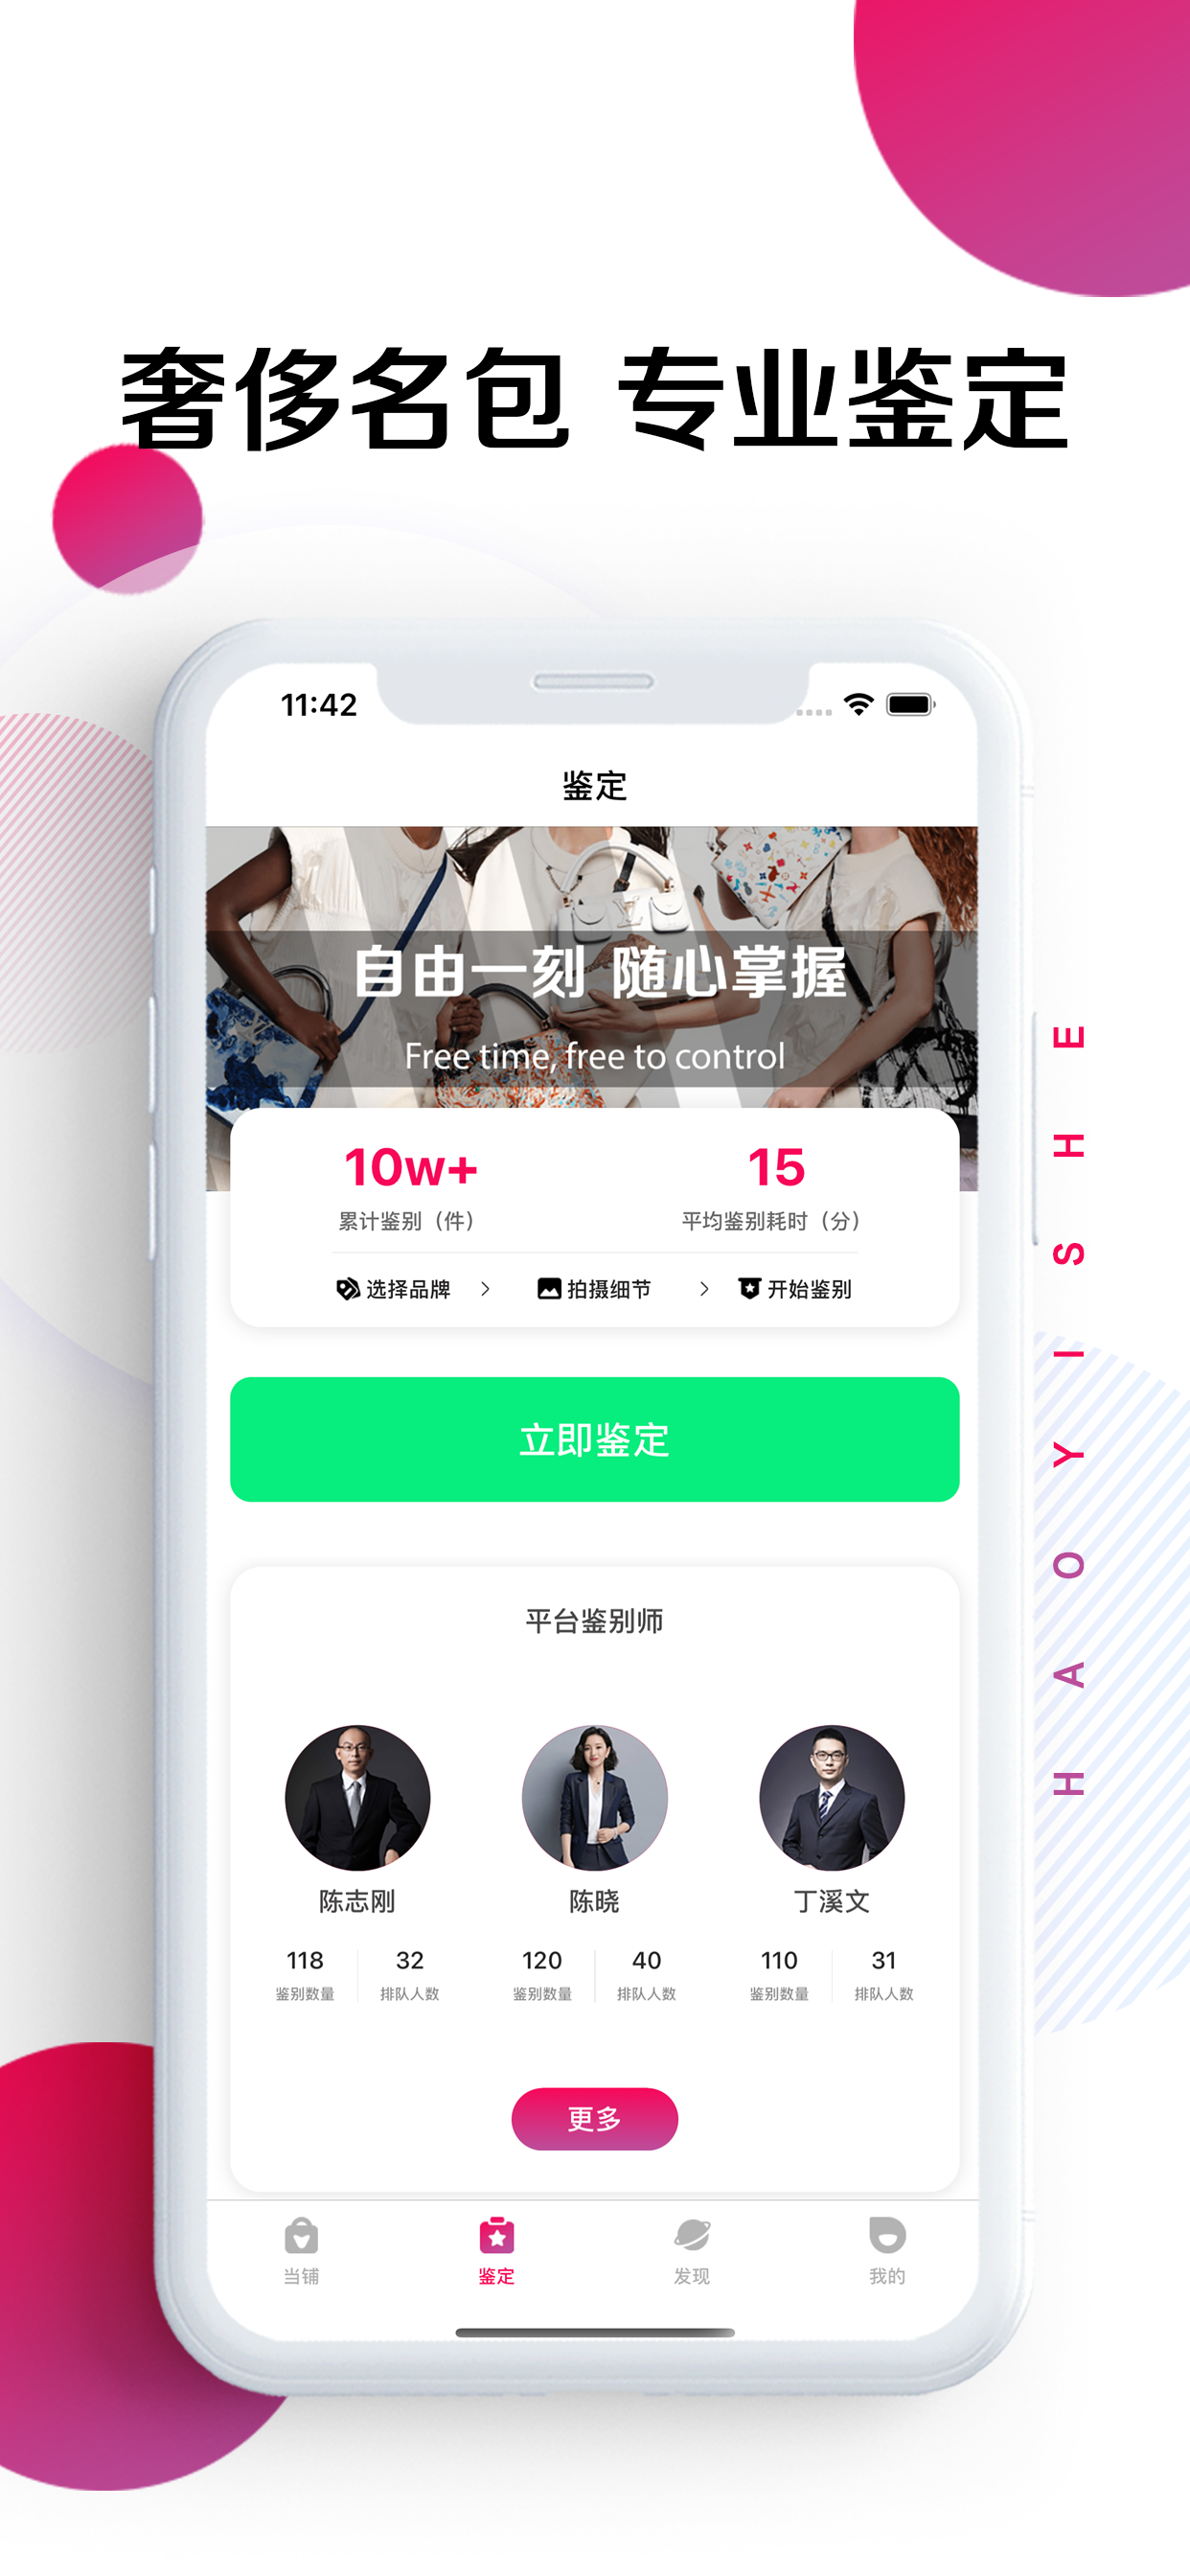 奢侈名包 专业鉴定
11:42
鉴定
自由一刻 随心掌握
Free time, free to control
10w+ 15
累计鉴别（件） 平均鉴别耗时（分）
选择品牌 > 拍摄细节 > 开始鉴别
立即鉴定
平台鉴别师
陈志刚 陈晓 丁溪文
118 32 120 40 110 31
鉴别数量 排队人数 鉴别数量 排队人数 鉴别数量 排队人数
更多
当铺 鉴定 发现 我的
HAOYISHE